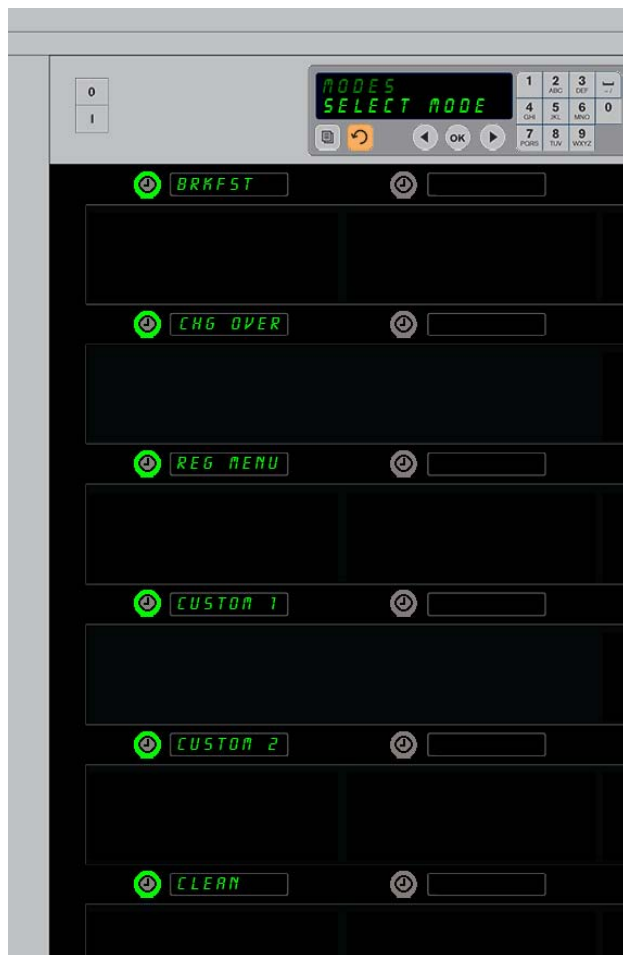 0
I
MODES
SELECT MODE
1 2 ABC 3 DEF - /
4 GHI 5 JKL 6 MNO 0
7 PQRS 8 TUV 9 WXYZ
OK
BRKFST
CHG OVER
REG MENU
CUSTOM 1
CUSTOM 2
CLEAN